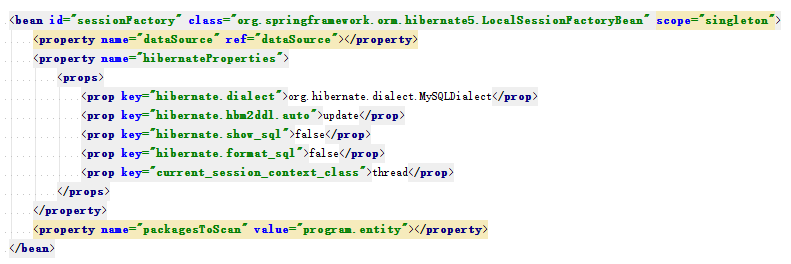 <bean id="sessionFactory" class="org.springframework.orm.hibernate5.LocalSessionFactoryBean" scope="singleton">
<property name="dataSource" ref="dataSource"></property>
<property name="hibernateProperties">
<props>
<prop key="hibernate.dialect">org.hibernate.dialect.MySQLDialect</prop>
<prop key="hibernate.hbm2ddl.auto">update</prop>
<prop key="hibernate.show_sql">false</prop>
<prop key="hibernate.format_sql">false</prop>
<prop key="current_session_context_class">thread</prop>
</props>
</property>
<property name="packagesToScan" value="program.entity"></property>
</bean>